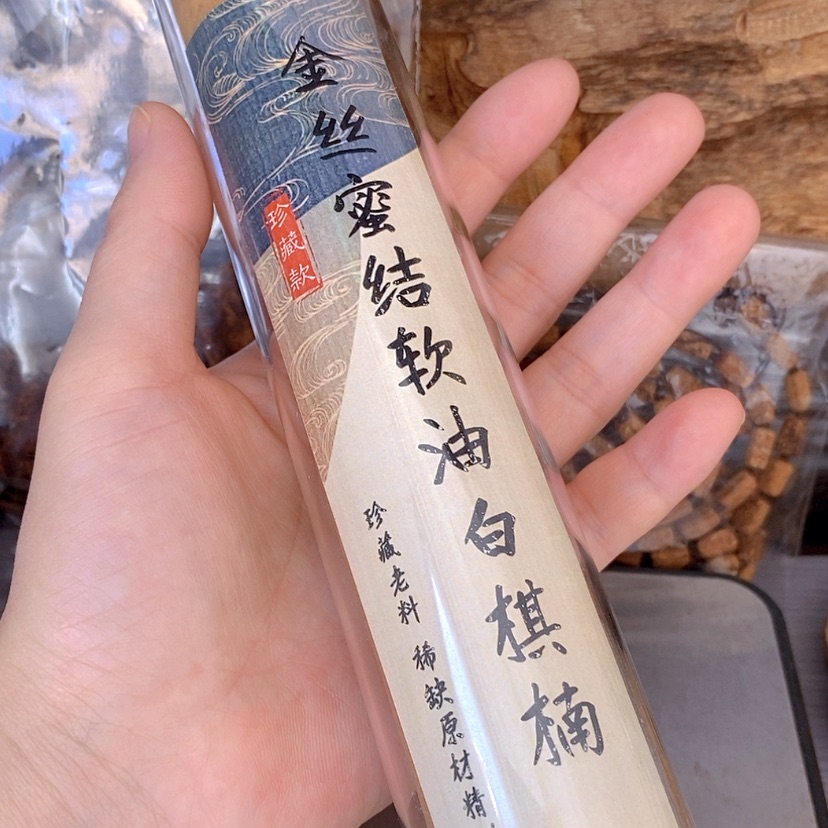 金丝蜜结软油白棋楠
珍藏款
珍藏老料 稀缺原材精